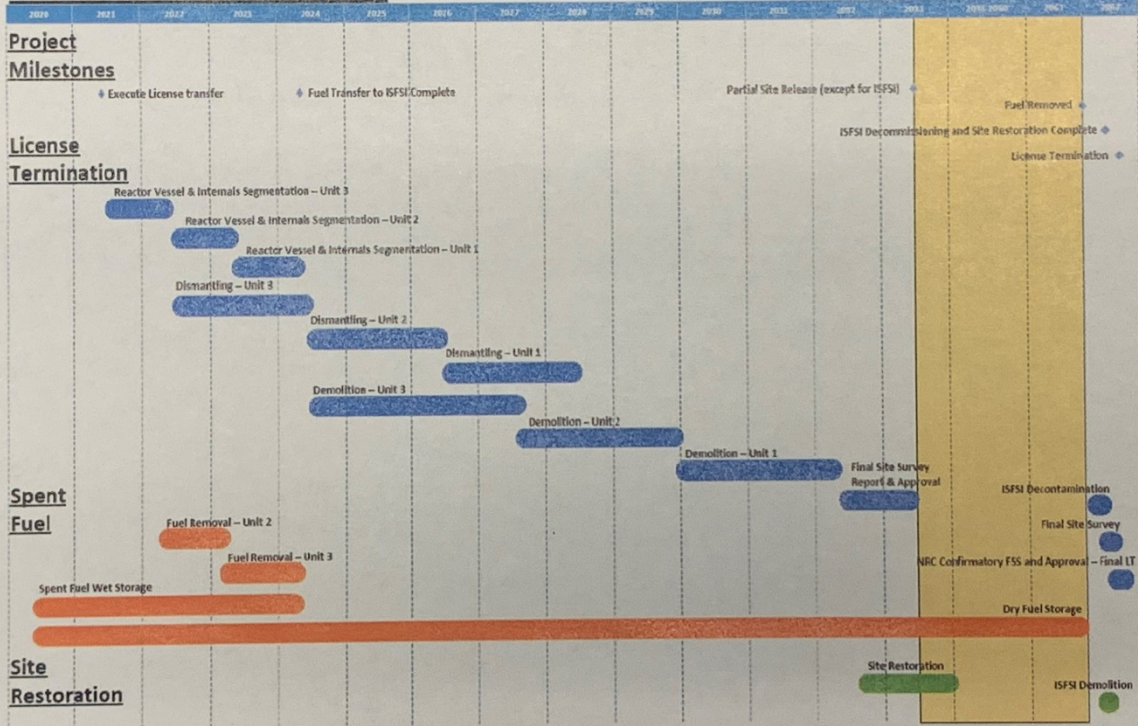 2020 2021 2022 2023 2024 2025 2026 2027 2028 2029 2030 2031 2032 2033 2061 2062
Project
Milestones
Execute License transfer
Fuel Transfer to ISFSI Complete
Partial Site Release (except for ISFSI)
Fuel Removed
ISFSI Decommissioning and Site Restoration Complete
License Termination
License
Termination
Reactor Vessel & Internals Segmentation – Unit 3
Reactor Vessel & Internals Segmentation – Unit 2
Reactor Vessel & Internals Segmentation – Unit 1
Dismantling – Unit 3
Dismantling – Unit 2
Dismantling – Unit 1
Demolition – Unit 3
Demolition – Unit 2
Demolition – Unit 1
Final Site Survey
Report & Approval
ISFSI Decontamination
Final Site Survey
NRC Confirmatory FSS and Approval – Final LT
Spent
Fuel
Fuel Removal – Unit 2
Fuel Removal – Unit 3
Spent Fuel Wet Storage
Dry Fuel Storage
Site
Restoration
Site Restoration
ISFSI Demolition